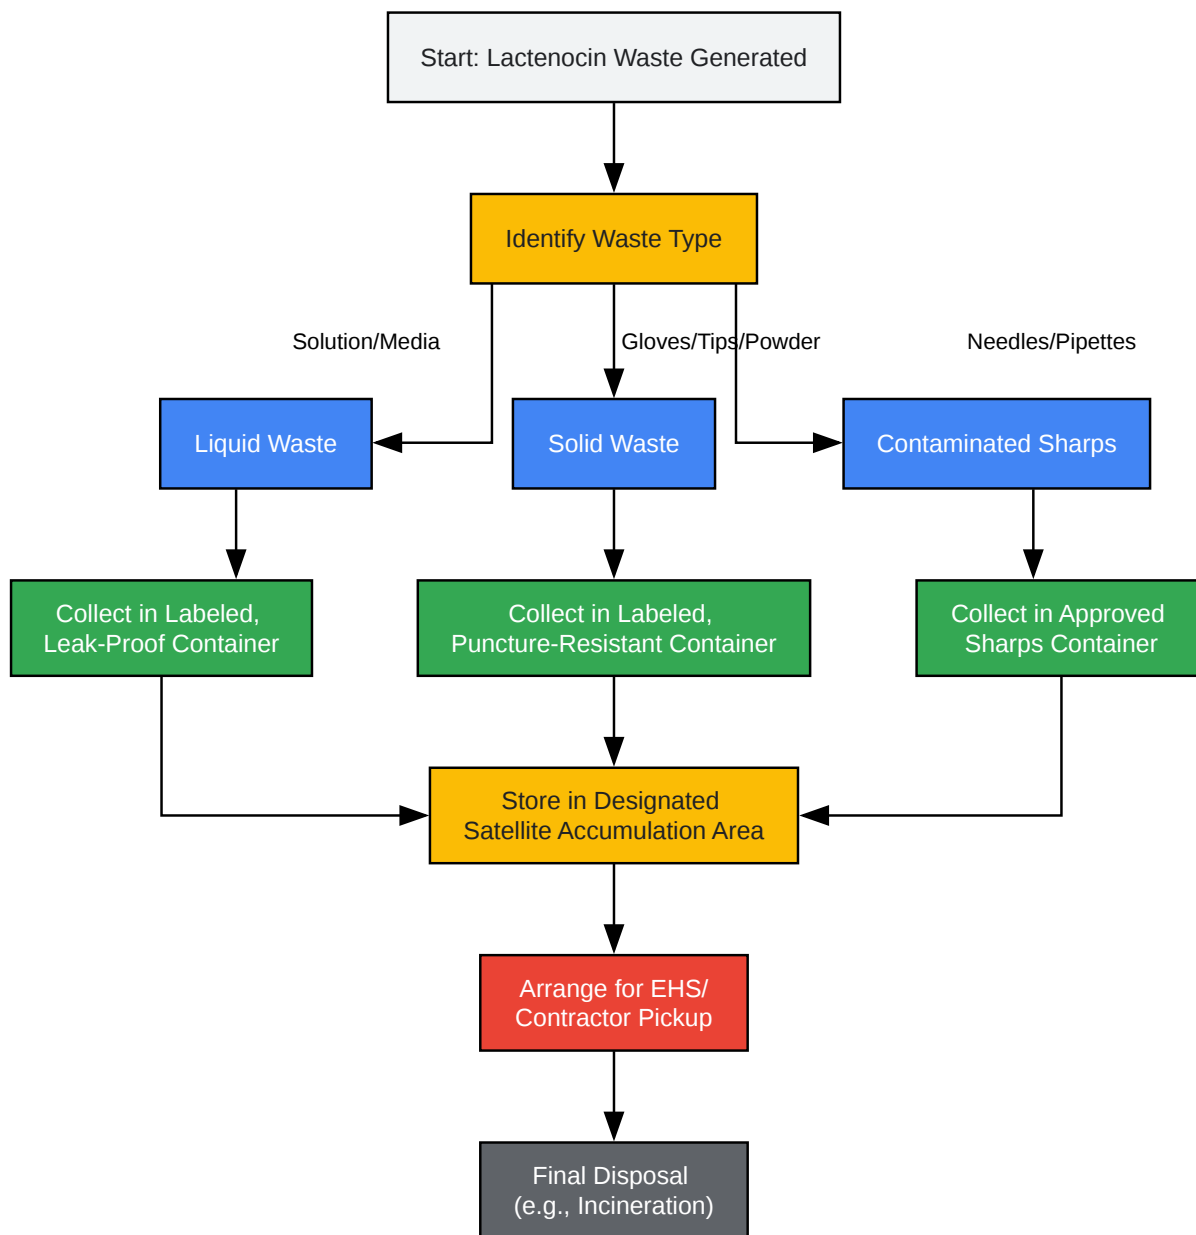 Start: Lactenocin Waste Generated
Identify Waste Type
Solution/Media
Gloves/Tips/Powder
Needles/Pipettes
Liquid Waste
Solid Waste
Contaminated Sharps
Collect in Labeled,
Leak-Proof Container
Collect in Labeled,
Puncture-Resistant Container
Collect in Approved
Sharps Container
Store in Designated
Satellite Accumulation Area
Arrange for EHS/
Contractor Pickup
Final Disposal
(e.g., Incineration)